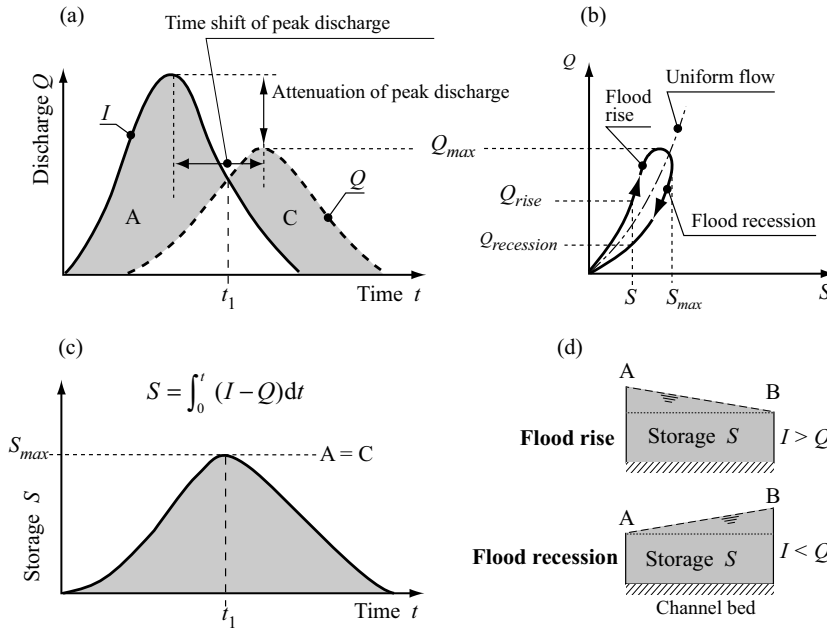 (a)
Time shift of peak discharge
Discharge Q
I
Attenuation of peak discharge
Q
A
C
t1
Time t
(b)
Q
Uniform flow
Flood
rise
Qmax
Qrise
Flood recession
Qrecession
S
Smax
S
(c)
S = ∫₀ᵗ (I – Q)dt
Smax
A = C
Storage S
t1
Time t
(d)
A
B
Flood rise
Storage S
I > Q
B
A
Flood recession
Storage S
I < Q
Channel bed